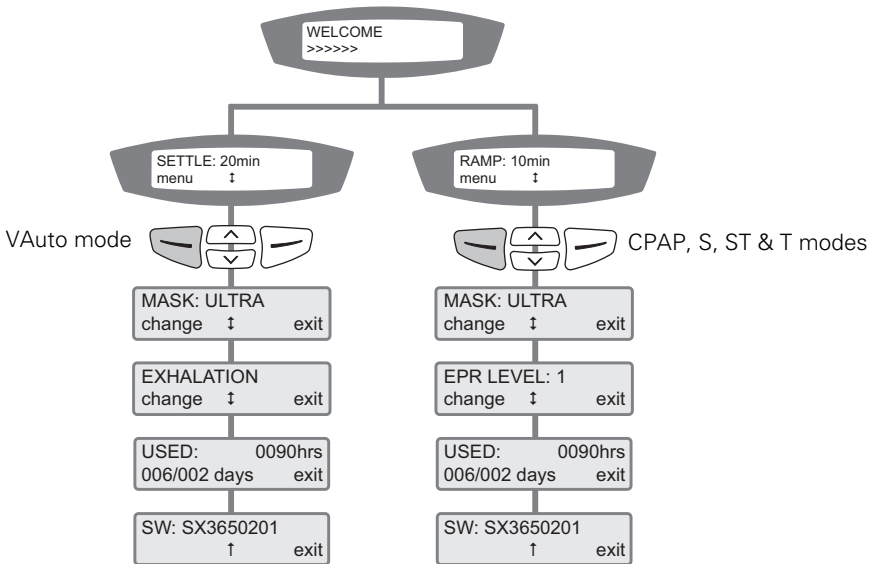 WELCOME
>>>>>>
SETTLE: 20min
menu ↕
RAMP: 10min
menu ↕
VAuto mode
CPAP, S, ST & T modes
MASK: ULTRA
change ↕ exit
EXHALATION
change ↕ exit
USED: 0090hrs
006/002 days exit
SW: SX3650201
↑ exit
MASK: ULTRA
change ↕ exit
EPR LEVEL: 1
change ↕ exit
USED: 0090hrs
006/002 days exit
SW: SX3650201
↑ exit